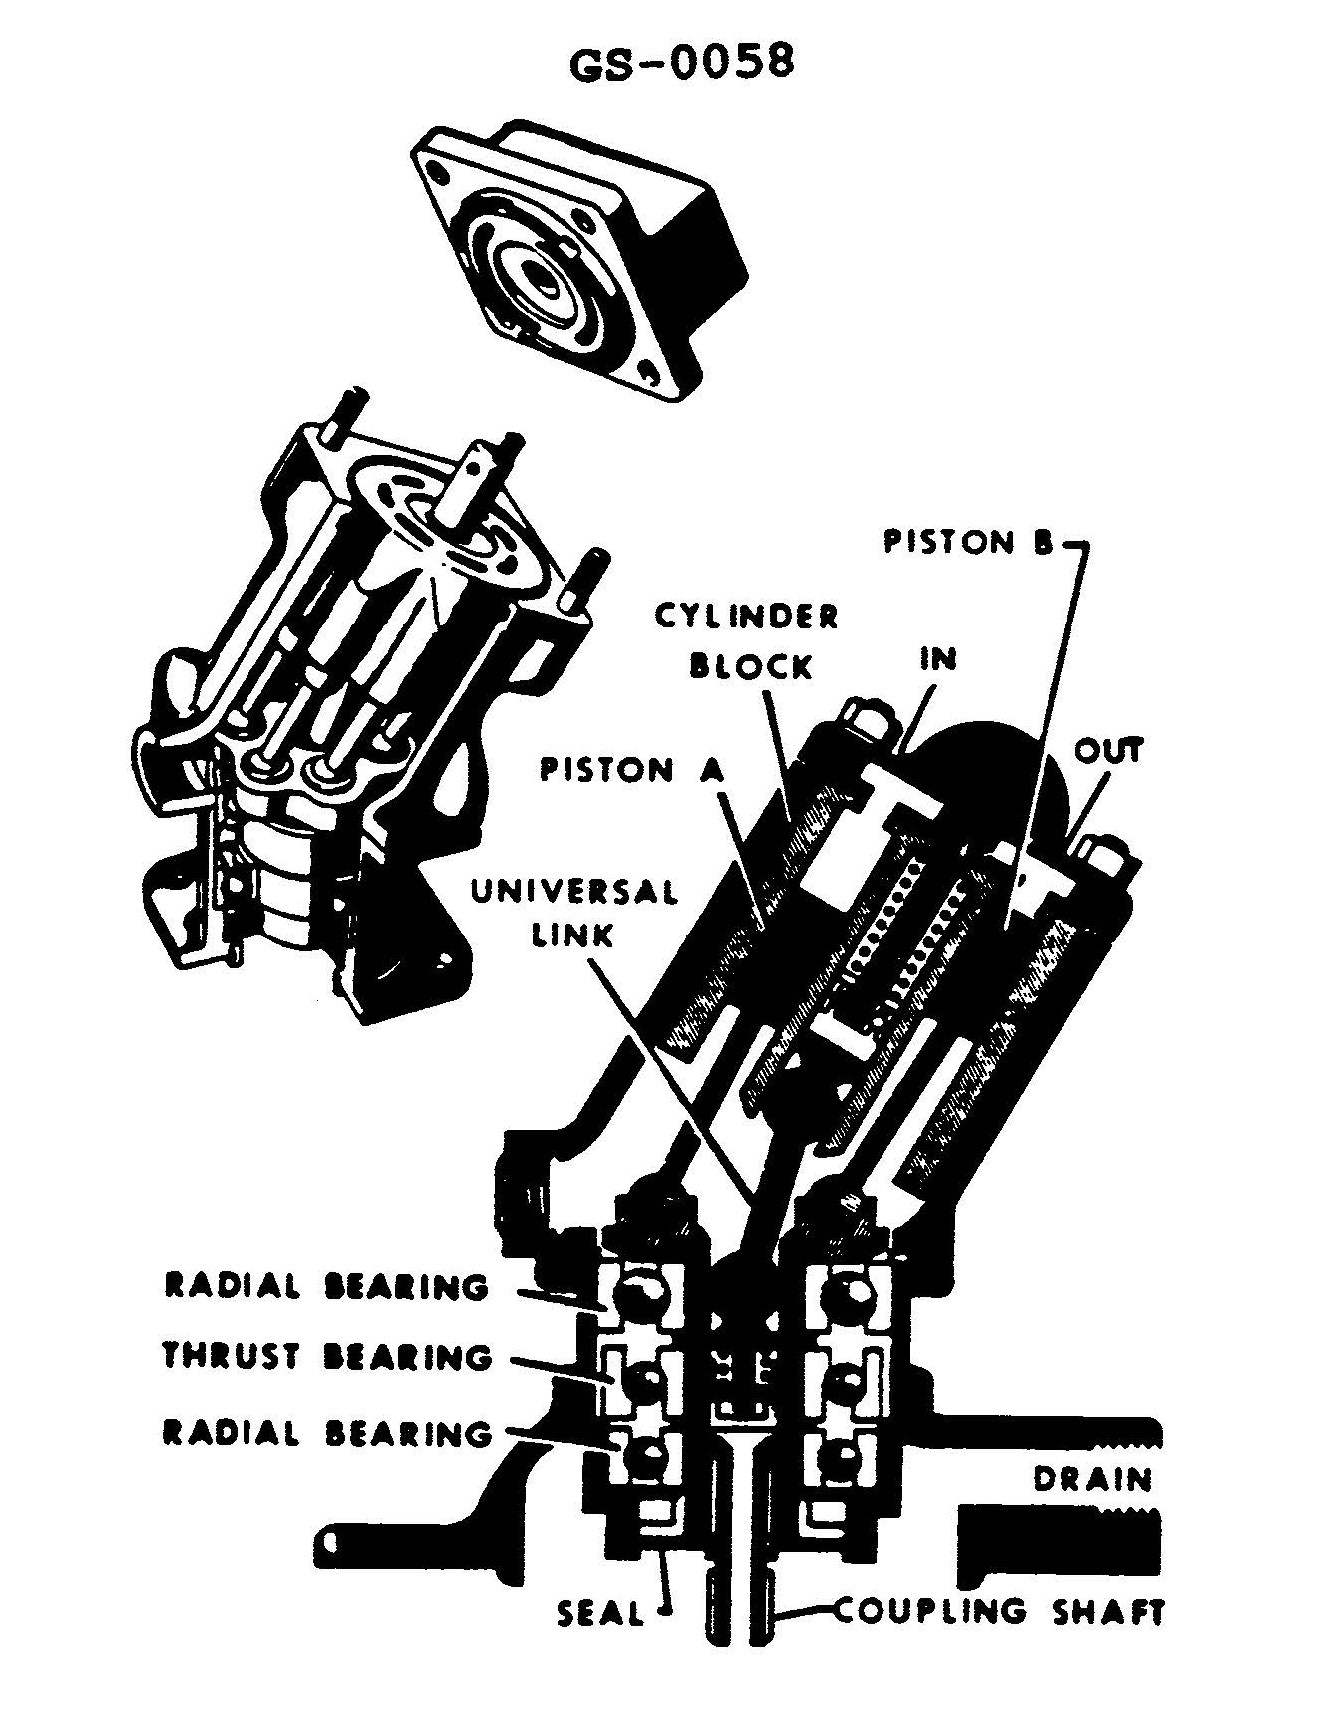 GS-0058
PISTON B
CYLINDER
BLOCK
IN
OUT
PISTON A
UNIVERSAL
LINK
RADIAL BEARING
THRUST BEARING
RADIAL BEARING
DRAIN
SEAL
COUPLING SHAFT